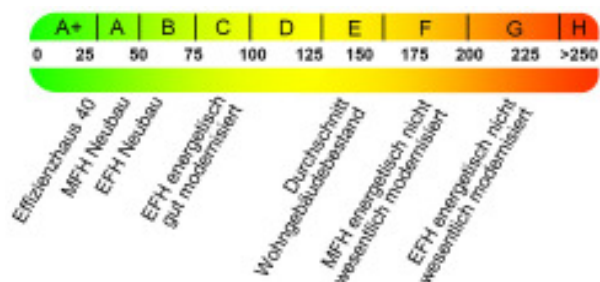 A+ A B C D E F G H
0 25 50 75 100 125 150 175 200 225 >250
Effizienzhaus 40
MFH Neubau
EFH Neubau
EFH energetisch
gut modernisiert
Durchschnitt
Wohngebäudebestand
MFH energetisch nicht
wesentlich modernisiert
EFH energetisch nicht
wesentlich modernisiert